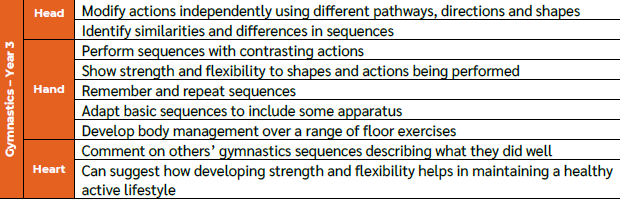 Gymnastics – Year 3
Head
Modify actions independently using different pathways, directions and shapes
Identify similarities and differences in sequences
Hand
Perform sequences with contrasting actions
Show strength and flexibility to shapes and actions being performed
Remember and repeat sequences
Adapt basic sequences to include some apparatus
Develop body management over a range of floor exercises
Heart
Comment on others’ gymnastics sequences describing what they did well
Can suggest how developing strength and flexibility helps in maintaining a healthy
active lifestyle